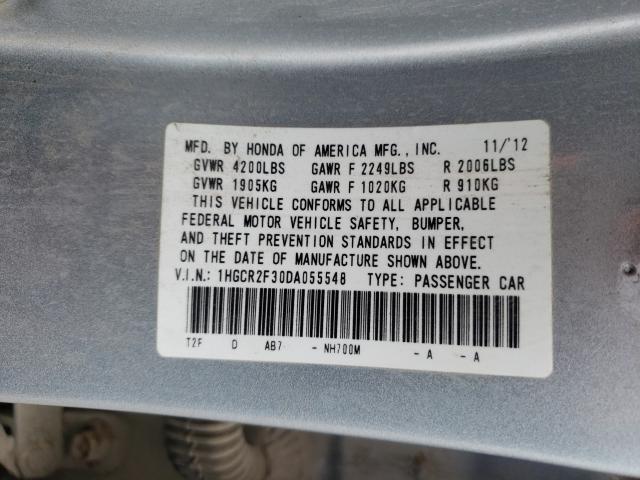 MFD. BY HONDA OF AMERICA MFG., INC. 11/'12
GVWR 4200LBS GAWR F 2249LBS R 2006LBS
GVWR 1905KG GAWR F 1020KG R 910KG
THIS VEHICLE CONFORMS TO ALL APPLICABLE
FEDERAL MOTOR VEHICLE SAFETY, BUMPER,
AND THEFT PREVENTION STANDARDS IN EFFECT
ON THE DATE OF MANUFACTURE SHOWN ABOVE.
V.I.N.: 1HGCR2F30DA055548 TYPE: PASSENGER CAR
T2F D AB7 - NH700M - A - A